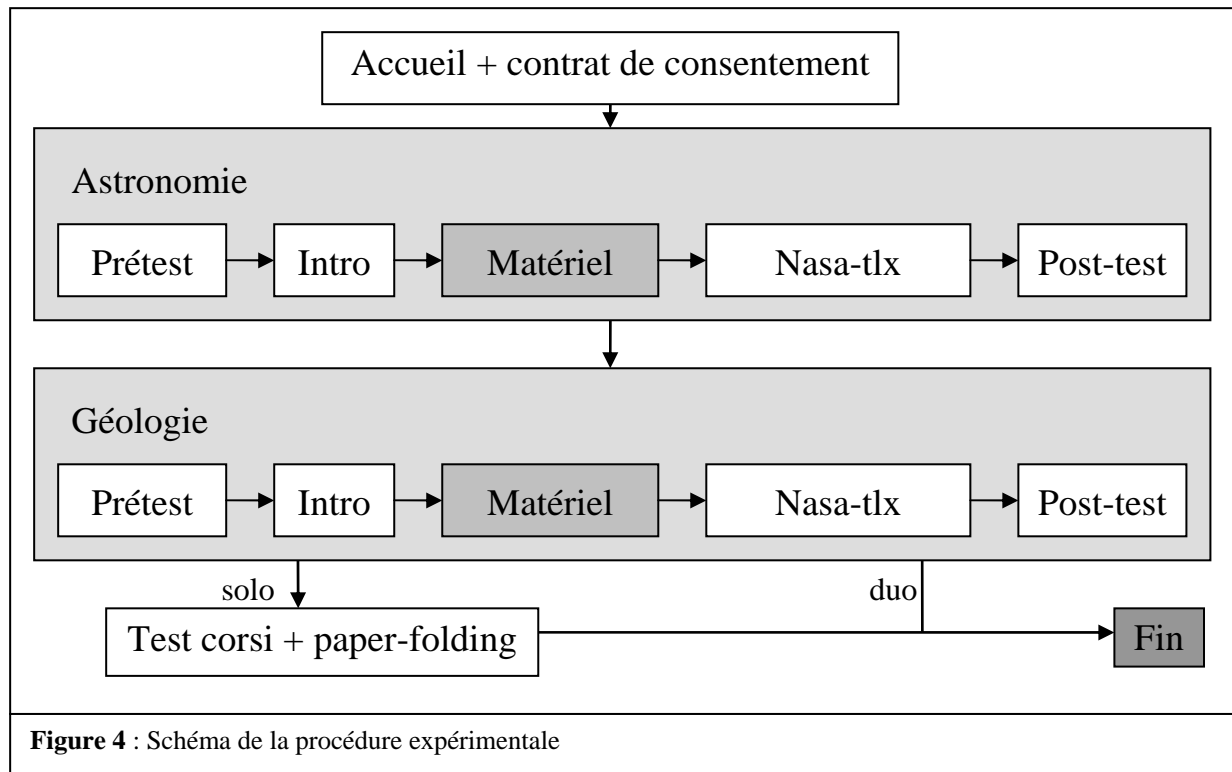 Accueil + contrat de consentement
Astronomie
Prétest
Intro
Matériel
Nasa-tlx
Post-test
Géologie
Prétest
Intro
Matériel
Nasa-tlx
Post-test
solo
duo
Test corsi + paper-folding
Fin
Figure 4 : Schéma de la procédure expérimentale